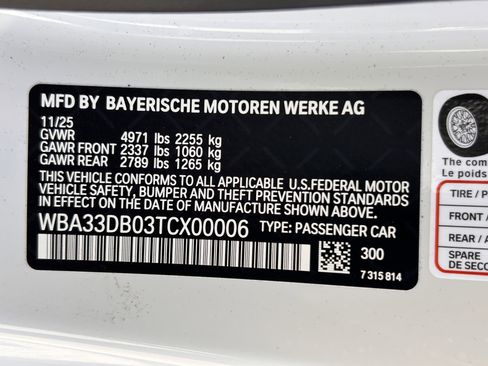 MFD BY BAYERISCHE MOTOREN WERKE AG
11/25
GVWR 4971 lbs 2255 kg
GAWR FRONT 2337 lbs 1060 kg
GAWR REAR 2789 lbs 1265 kg
THIS VEHICLE CONFORMS TO ALL APPLICABLE U.S.FEDERAL MOTOR
VEHICLE SAFETY, BUMPER AND THEFT PREVENTION STANDARDS
IN EFFECT ON THE DATE OF MANUFACTURE SHOWN ABOVE.
WBA33DB03TCX00006 TYPE: PASSENGER CAR
300
7 315 814
The com
Le poids
TIRE / P
FRONT /
REAR / A
SPARE
DE SECO